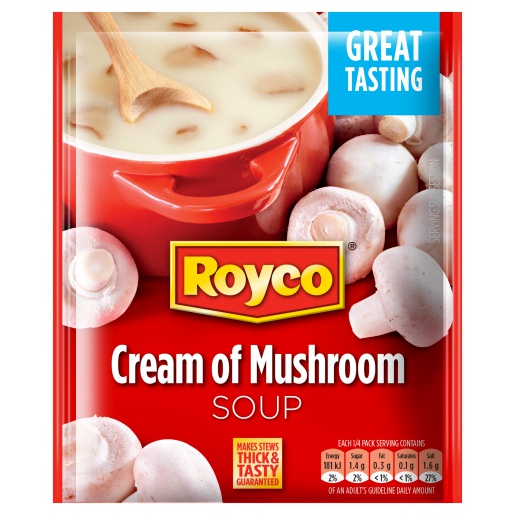 GREAT
TASTING
SERVING SUGGESTION
Royco®
Cream of Mushroom
SOUP
MAKES STEWS
THICK &
TASTY
GUARANTEED
EACH 1/4 PACK SERVING CONTAINS
Energy Sugar Fat Saturates Salt
181 kJ 1.4 g 0.3 g 0.1 g 1.6 g
2% 2% <1% <1% 27%
OF AN ADULT'S GUIDELINE DAILY AMOUNT